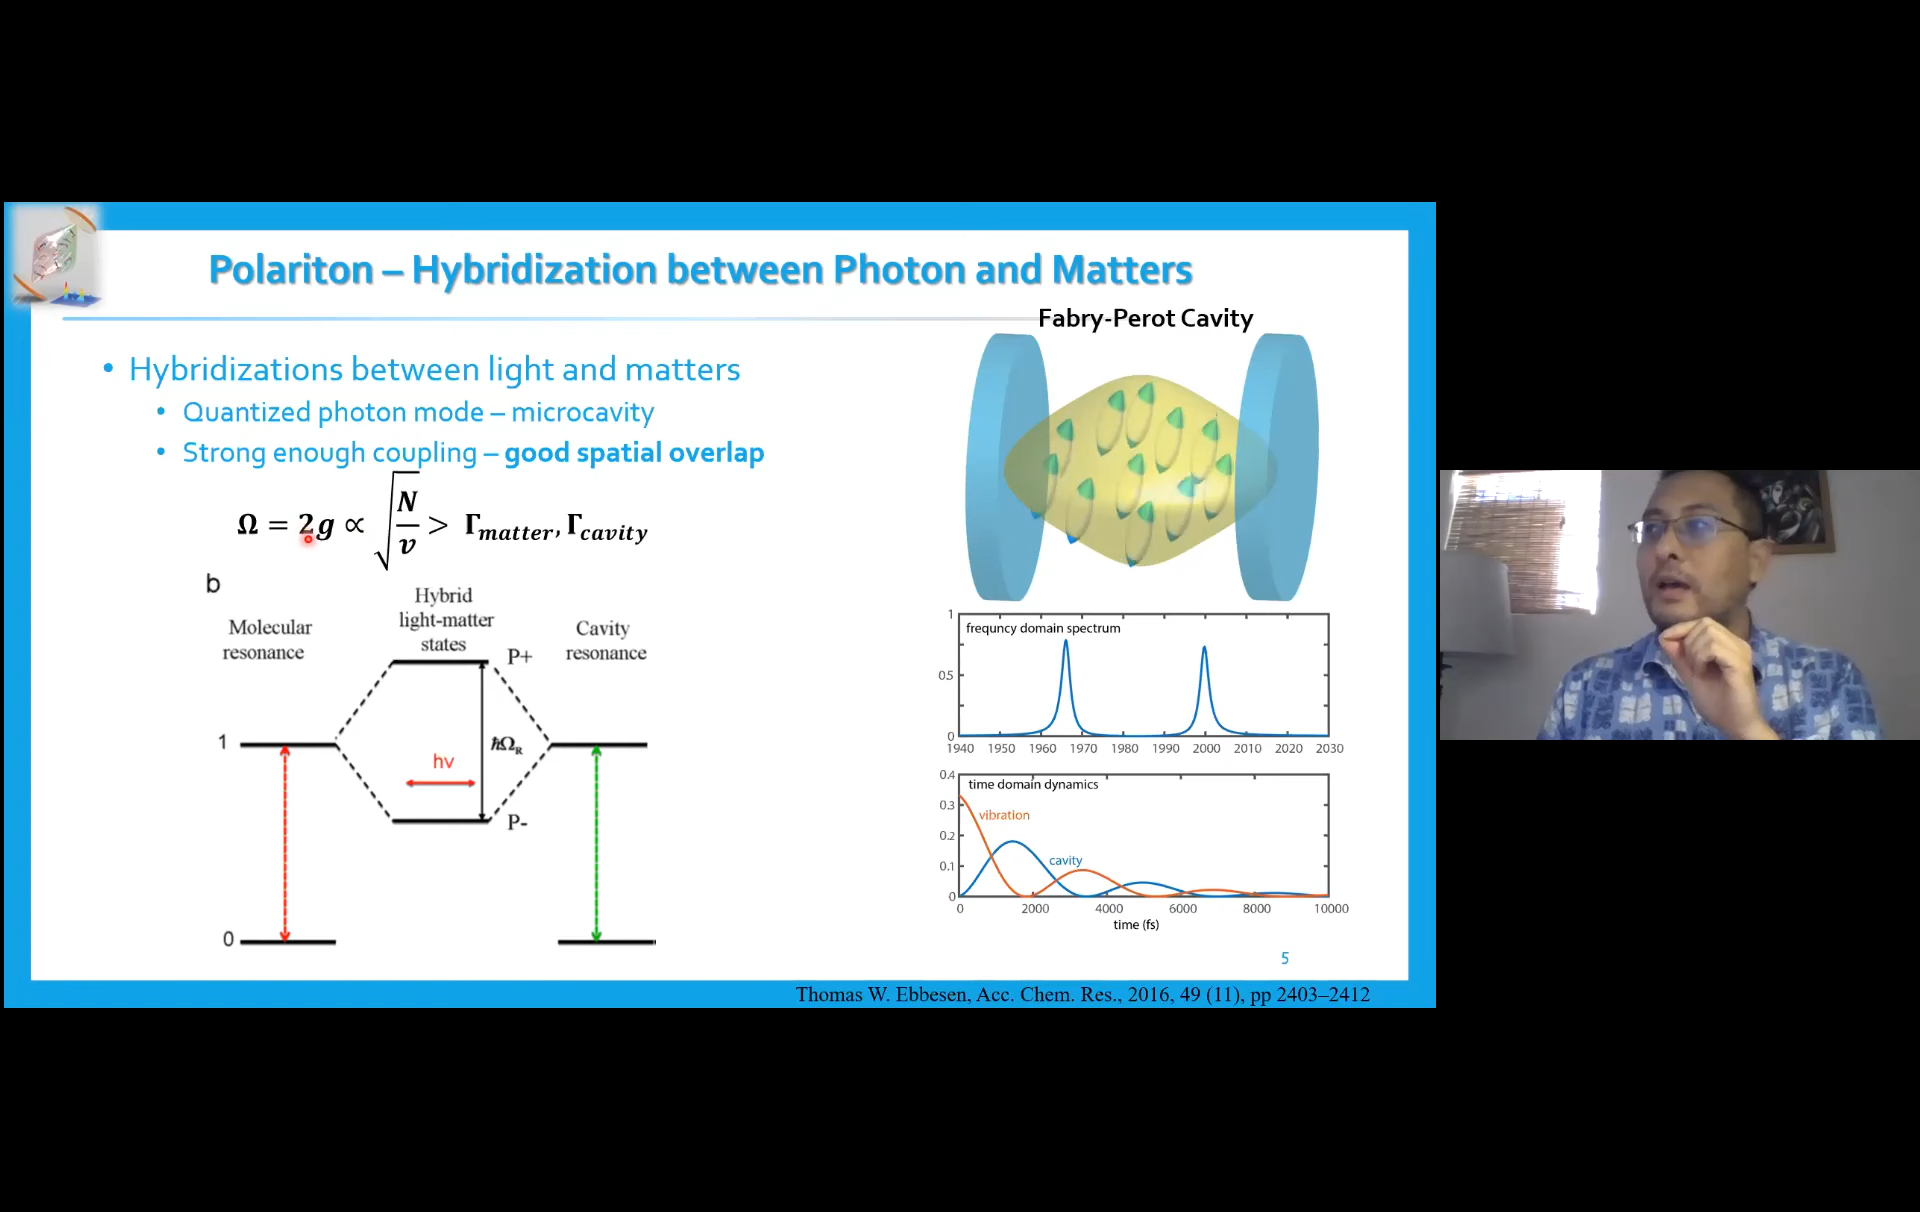 Polariton – Hybridization between Photon and Matters
Fabry-Perot Cavity
• Hybridizations between light and matters
• Quantized photon mode – microcavity
• Strong enough coupling – good spatial overlap
Ω = 2g ∝ √(N/v) > Γmatter, Γcavity
b
Hybrid
light-matter
states
Molecular
resonance
Cavity
resonance
P+
1
ħΩR
hv
P-
0
frequncy domain spectrum
1
0.5
0
1940 1950 1960 1970 1980 1990 2000 2010 2020 2030
time domain dynamics
vibration
cavity
0.4
0.3
0.2
0.1
0
0 2000 4000 6000 8000 10000
time (fs)
5
Thomas W. Ebbesen, Acc. Chem. Res., 2016, 49 (11), pp 2403–2412